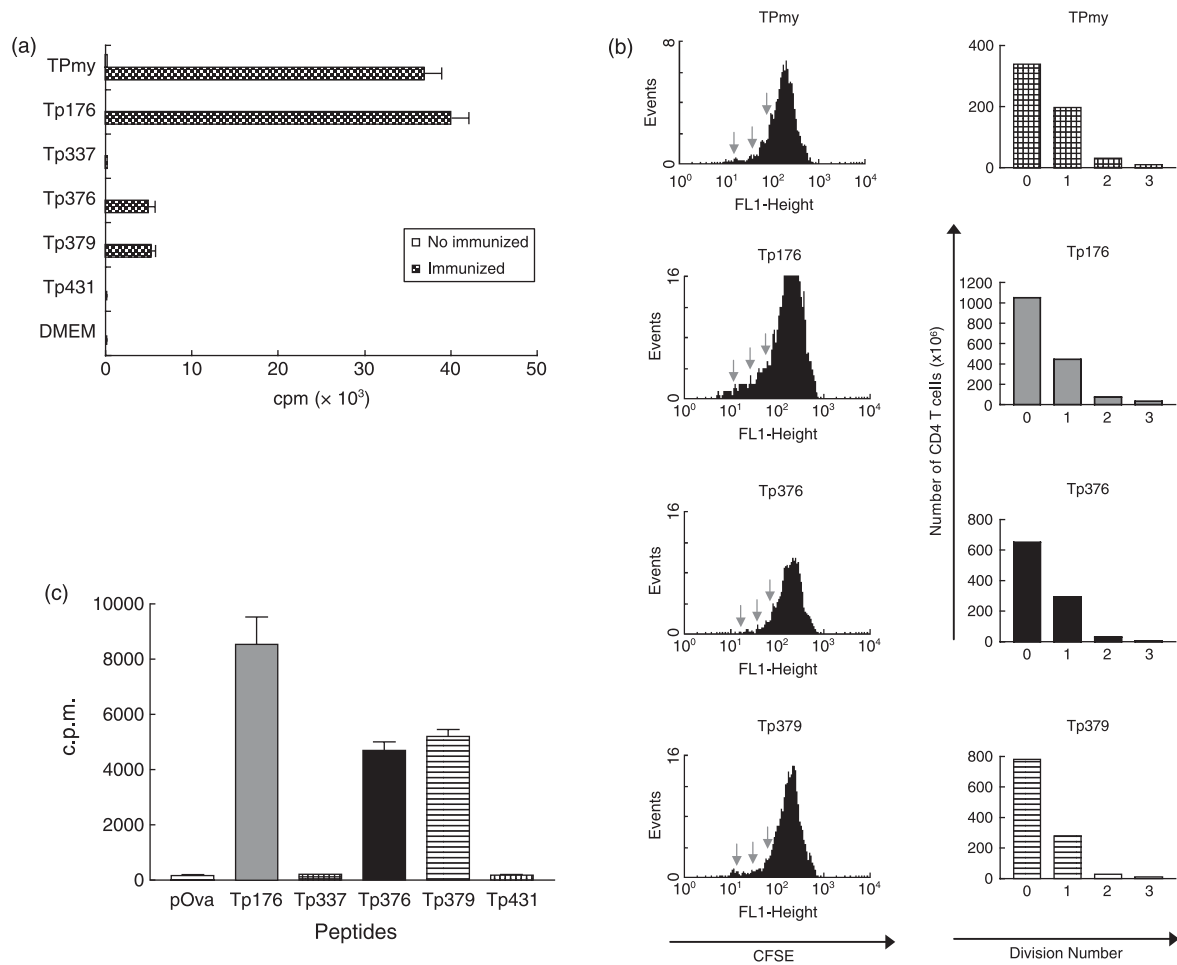 (a)
TPmy
Tp176
Tp337
Tp376
Tp379
Tp431
DMEM
No immunized
Immunized
0 10 20 30 40 50
cpm (× 10³)
(b)
TPmy
8
Events
0
10⁰ 10¹ 10² 10³ 10⁴
FL1-Height
TPmy
400
200
0
0 1 2 3
Tp176
16
Events
0
10⁰ 10¹ 10² 10³ 10⁴
FL1-Height
Tp176
1200
1000
800
600
400
200
0
0 1 2 3
Tp376
16
Events
0
10⁰ 10¹ 10² 10³ 10⁴
FL1-Height
Tp376
800
600
400
200
0
0 1 2 3
Tp379
16
Events
0
10⁰ 10¹ 10² 10³ 10⁴
FL1-Height
Tp379
800
600
400
200
0
0 1 2 3
Number of CD4 T cells (x10⁶)
CFSE
Division Number
(c)
10000
8000
6000
4000
2000
0
c.p.m.
pOva Tp176 Tp337 Tp376 Tp379 Tp431
Peptides